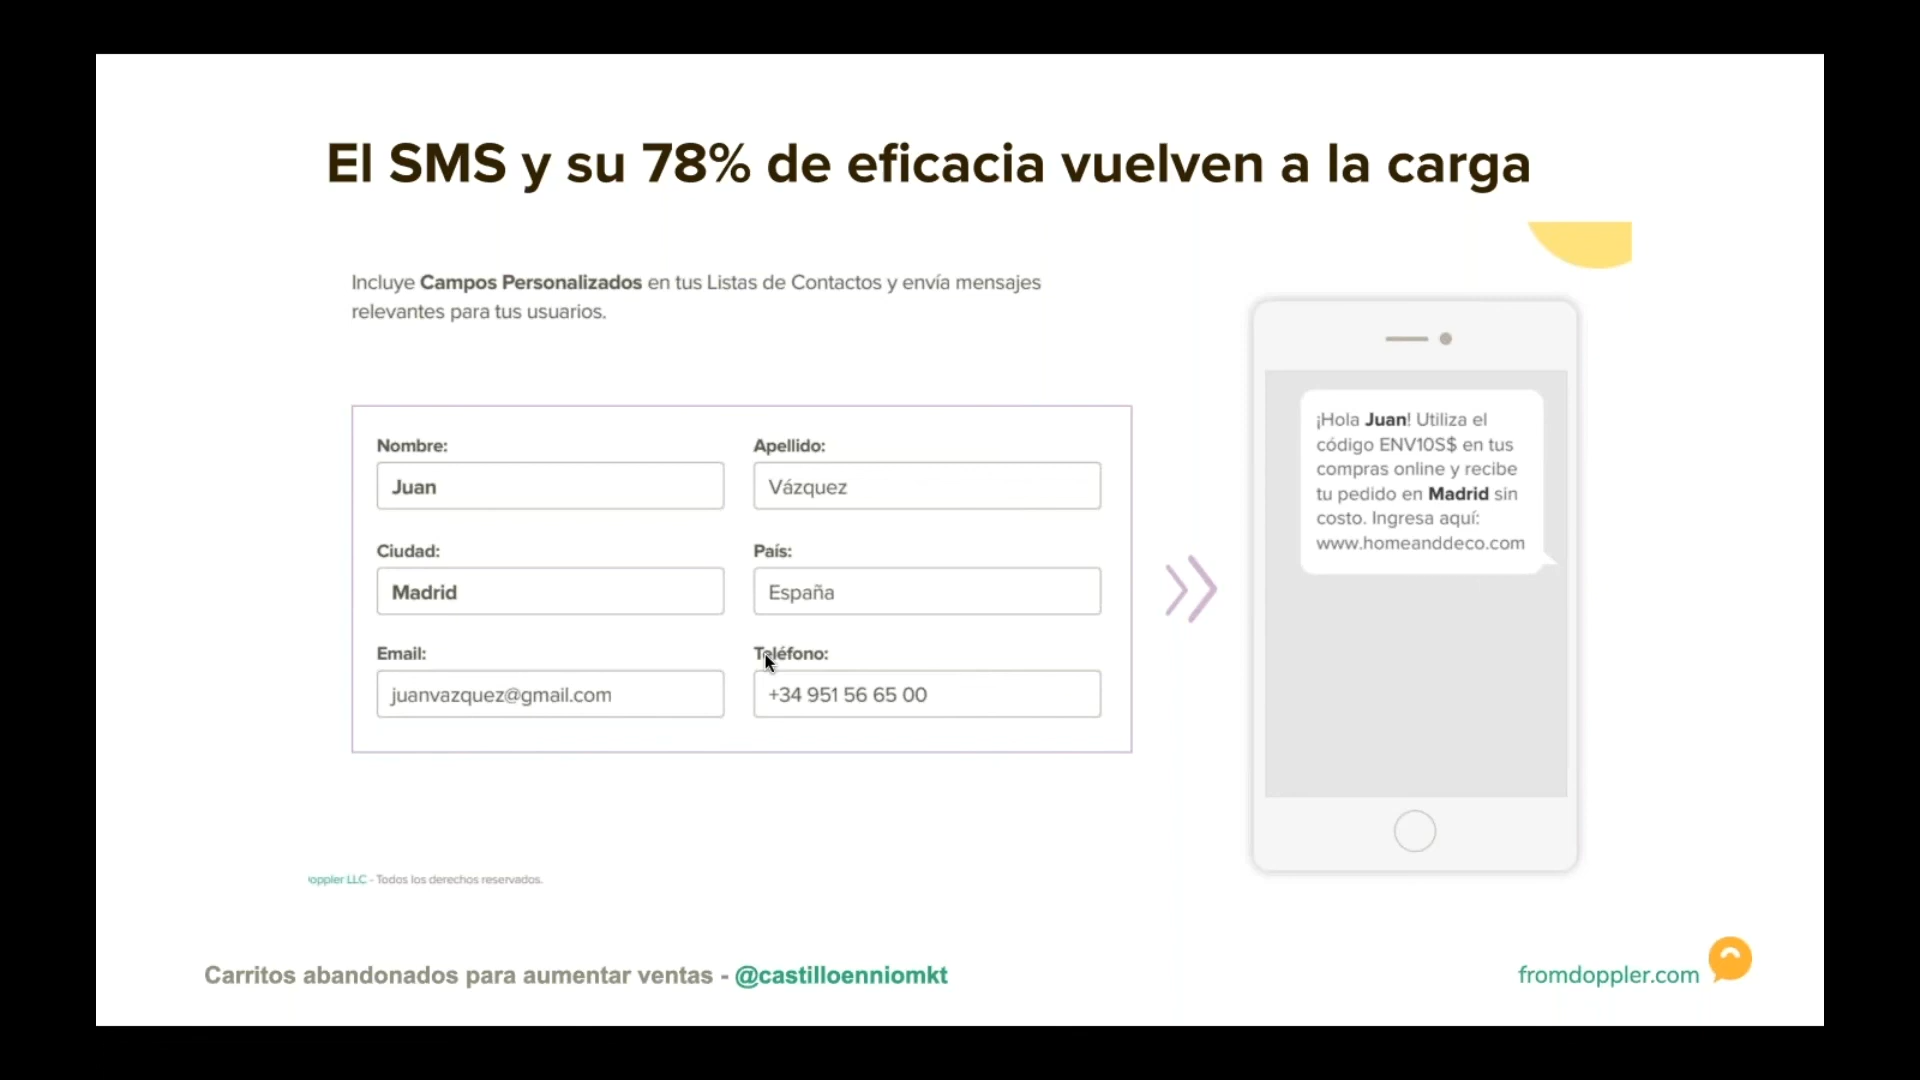 El SMS y su 78% de eficacia vuelven a la carga
Incluye Campos Personalizados en tus Listas de Contactos y envía mensajes
relevantes para tus usuarios.
Nombre:
Juan
Apellido:
Vázquez
Ciudad:
Madrid
País:
España
Email:
juanvazquez@gmail.com
Teléfono:
+34 951 56 65 00
¡Hola Juan! Utiliza el
código ENV10S$ en tus
compras online y recibe
tu pedido en Madrid sin
costo. Ingresa aquí:
www.homeanddeco.com
oppler LLC - Todos los derechos reservados.
Carritos abandonados para aumentar ventas - @castilloenniomkt
fromdoppler.com